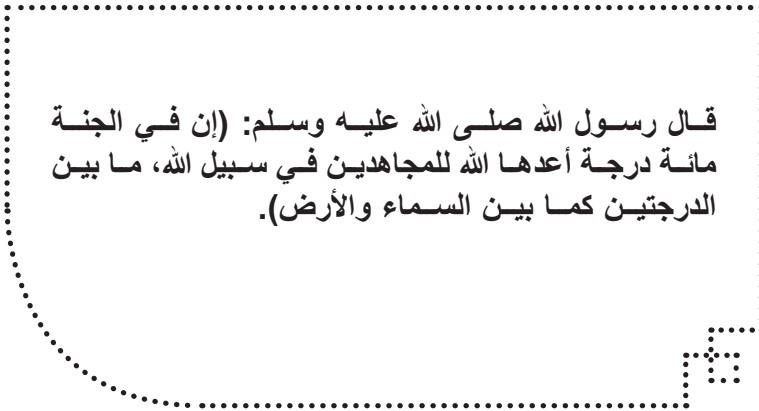 قال رسول الله صلى الله عليه وسلم: (إن في الجنة
مائة درجة أعدها الله للمجاهدين في سبيل الله، ما بين
الدرجتين كما بين السماء والأرض).